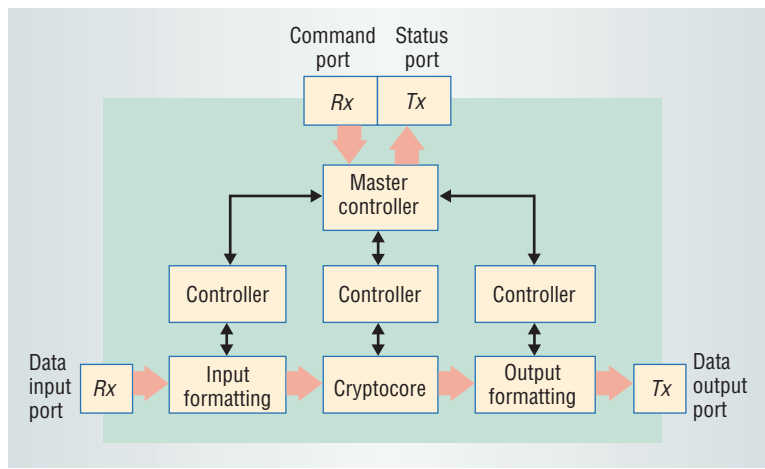 Command port
Status port
Rx
Tx
Master controller
Controller
Controller
Controller
Data input port
Rx
Input formatting
Cryptocore
Output formatting
Tx
Data output port